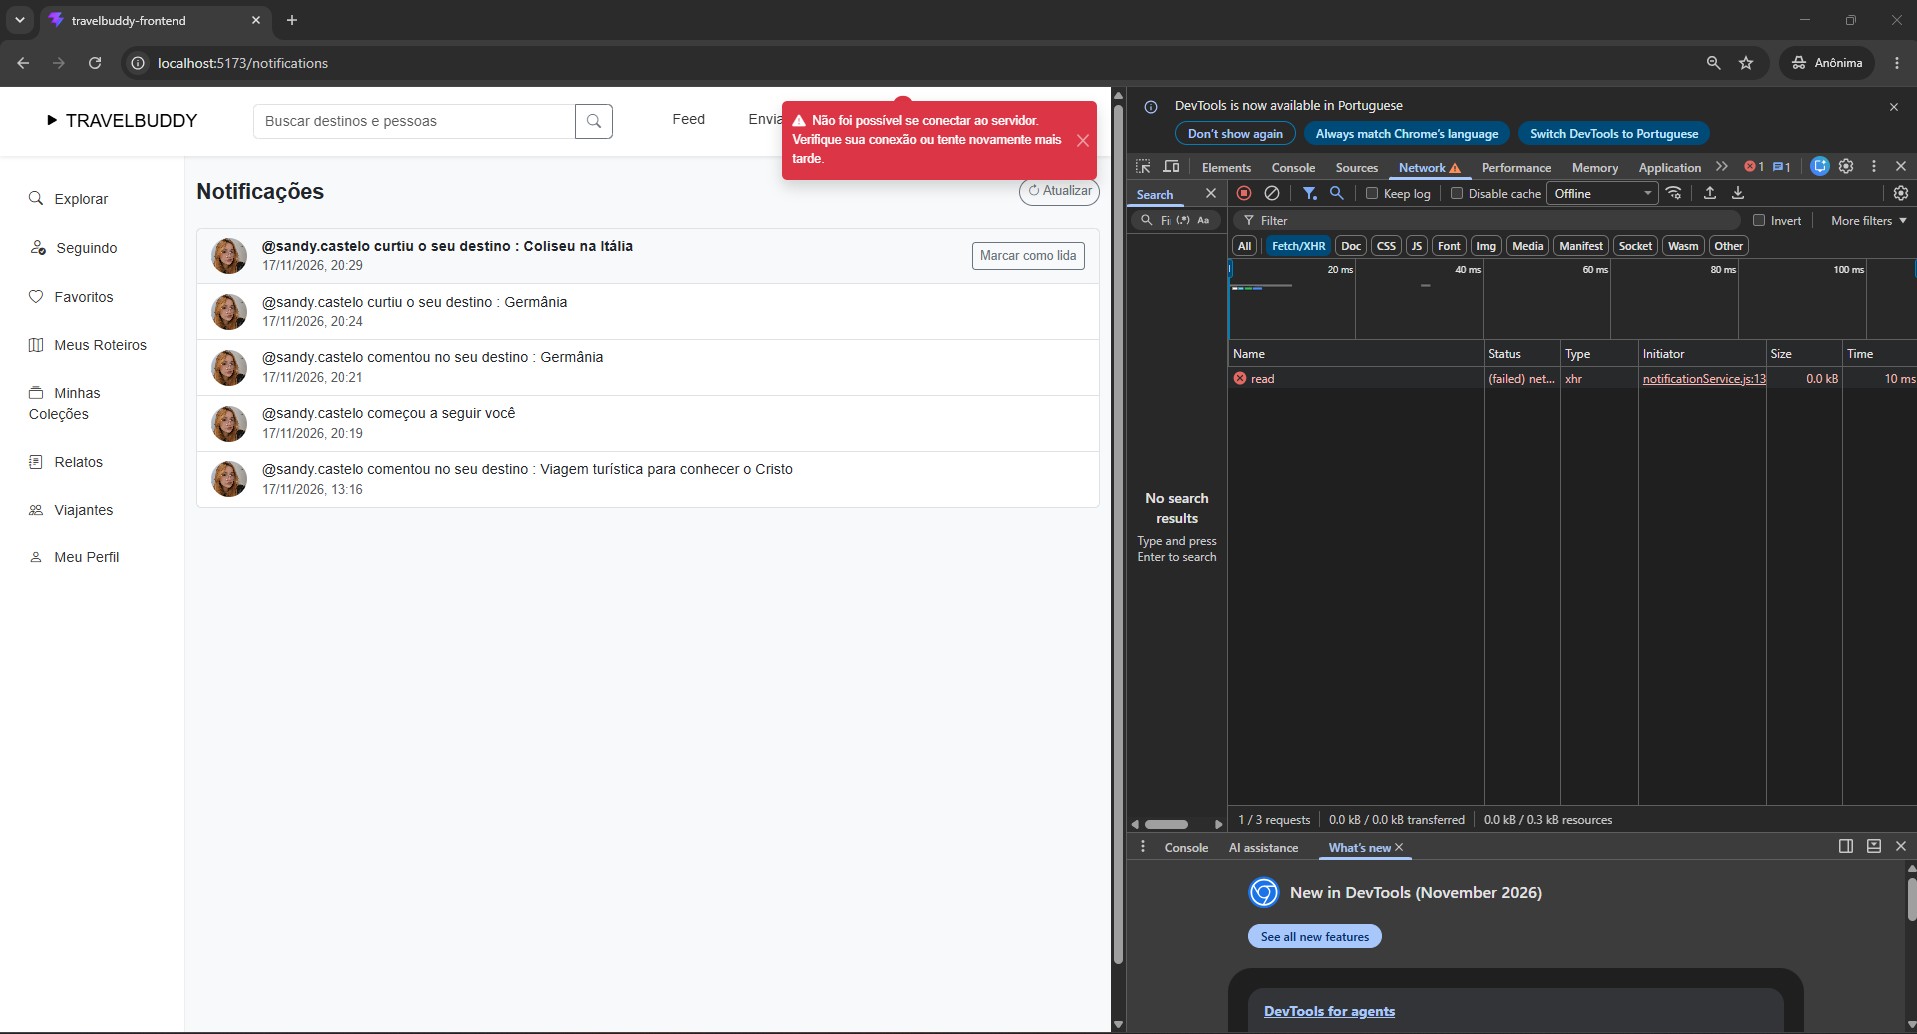 travelbuddy-frontend
localhost:5173/notifications
Anônima
TRAVELBUDDY
Buscar destinos e pessoas
Feed
Envia
Não foi possível se conectar ao servidor.
Verifique sua conexão ou tente novamente mais
tarde.
Explorar
Seguindo
Favoritos
Meus Roteiros
Minhas
Coleções
Relatos
Viajantes
Meu Perfil
Notificações
Atualizar
@sandy.castelo curtiu o seu destino : Coliseu na Itália
17/11/2026, 20:29
Marcar como lida
@sandy.castelo curtiu o seu destino : Germânia
17/11/2026, 20:24
@sandy.castelo comentou no seu destino : Germânia
17/11/2026, 20:21
@sandy.castelo começou a seguir você
17/11/2026, 20:19
@sandy.castelo comentou no seu destino : Viagem turística para conhecer o Cristo
17/11/2026, 13:16
DevTools is now available in Portuguese
Don't show again
Always match Chrome's language
Switch DevTools to Portuguese
Elements Console Sources Network Performance Memory Application 1 1
Search
Keep log
Disable cache
Offline
Fi (.*) Aa
Filter
Invert
More filters
All Fetch/XHR Doc CSS JS Font Img Media Manifest Socket Wasm Other
20 ms 40 ms 60 ms 80 ms 100 ms
Name Status Type Initiator Size Time
read (failed) net... xhr notificationService.js:13 0.0 kB 10 ms
No search
results
Type and press
Enter to search
1 / 3 requests 0.0 kB / 0.0 kB transferred 0.0 kB / 0.3 kB resources
Console AI assistance What's new
New in DevTools (November 2026)
See all new features
DevTools for agents